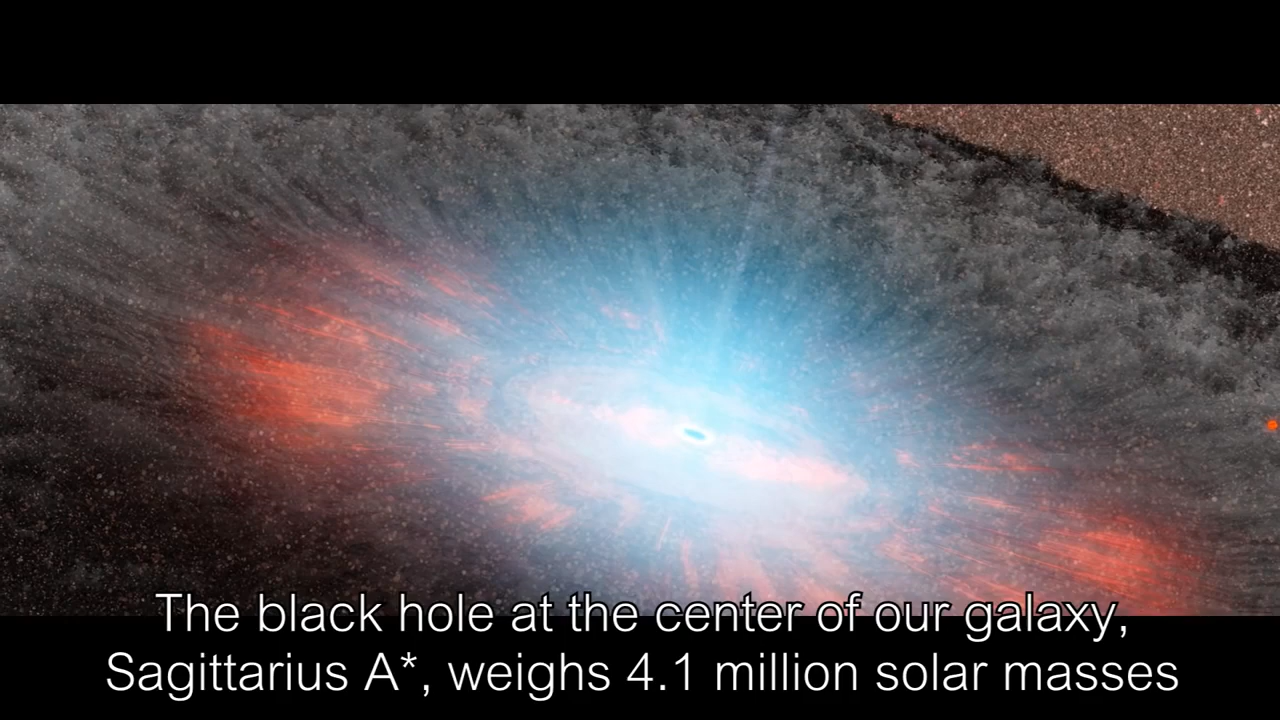 The black hole at the center of our galaxy,
Sagittarius A*, weighs 4.1 million solar masses